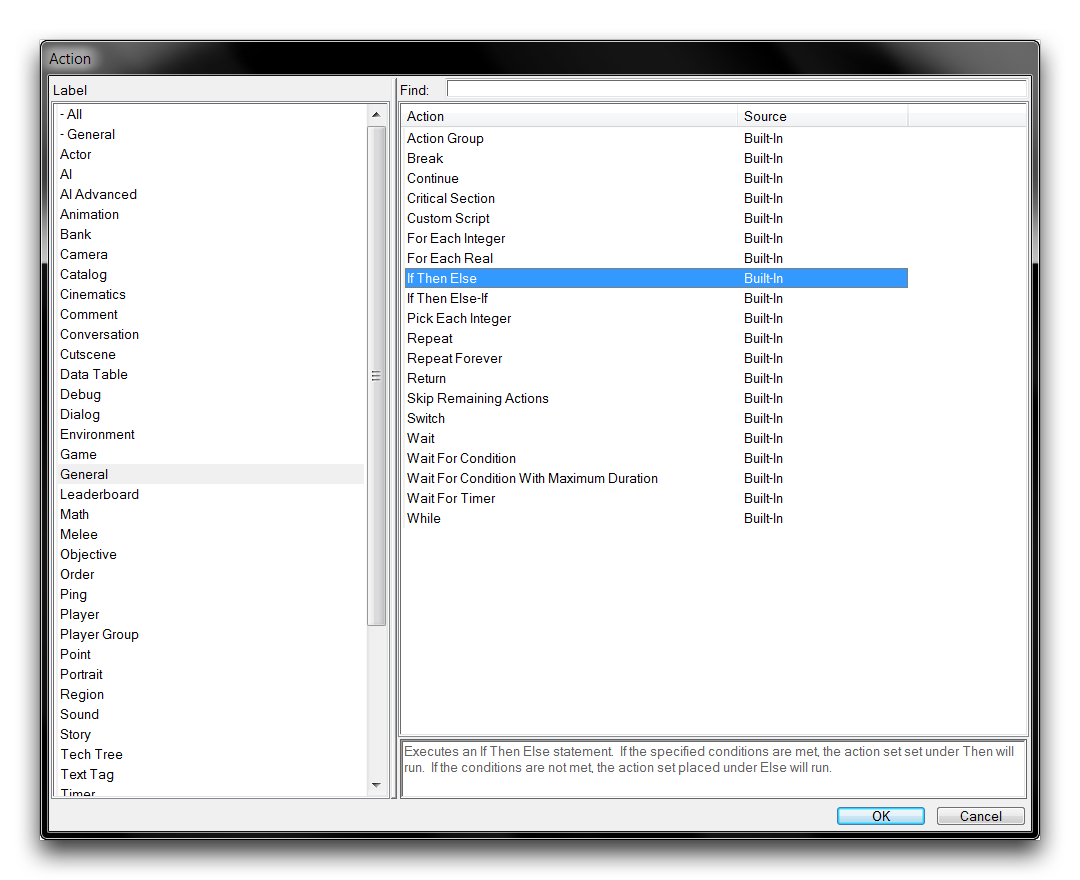 Action
Label
- All
- General
Actor
AI
AI Advanced
Animation
Bank
Camera
Catalog
Cinematics
Comment
Conversation
Cutscene
Data Table
Debug
Dialog
Environment
Game
General
Leaderboard
Math
Melee
Objective
Order
Ping
Player
Player Group
Point
Portrait
Region
Sound
Story
Tech Tree
Text Tag
Timer
Find:
Action Source
Action Group Built-In
Break Built-In
Continue Built-In
Critical Section Built-In
Custom Script Built-In
For Each Integer Built-In
For Each Real Built-In
If Then Else Built-In
If Then Else-If Built-In
Pick Each Integer Built-In
Repeat Built-In
Repeat Forever Built-In
Return Built-In
Skip Remaining Actions Built-In
Switch Built-In
Wait Built-In
Wait For Condition Built-In
Wait For Condition With Maximum Duration Built-In
Wait For Timer Built-In
While Built-In
Executes an If Then Else statement.  If the specified conditions are met, the action set set under Then will
run.  If the conditions are not met, the action set placed under Else will run.
OK Cancel